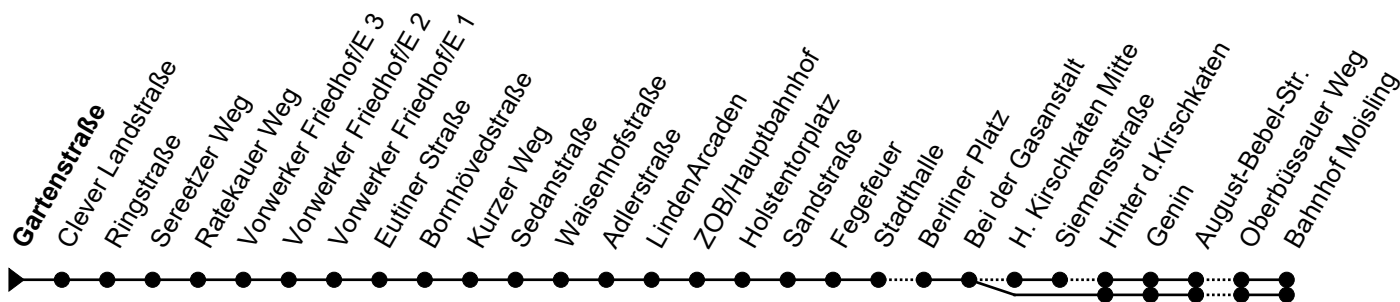 Gartenstraße
Clever Landstraße
Ringstraße
Sereetzer Weg
Ratekauer Weg
Vorwerker Friedhof/E 3
Vorwerker Friedhof/E 2
Vorwerker Friedhof/E 1
Eutiner Straße
Bornhövedstraße
Kurzer Weg
Sedanstraße
Waisenhofstraße
Adlerstraße
LindenArcaden
ZOB/Hauptbahnhof
Holstentorplatz
Sandstraße
Fegefeuer
Stadthalle
Berliner Platz
Bei der Gasanstalt
H. Kirschkaten Mitte
Siemensstraße
Hinter d.Kirschkaten
Genin
August-Bebel-Str.
Oberbüssauer Weg
Bahnhof Moisling